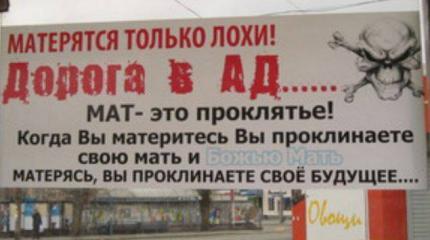 МАТЕРЯТСЯ ТОЛЬКО ЛОХИ!
Дорога в АД......
МАТ- это проклятье!
Когда Вы материтесь Вы проклинаете
свою мать и Божью Мать
МАТЕРЯСЬ, ВЫ ПРОКЛИНАЕТЕ СВОЁ БУДУЩЕЕ....
Овощи